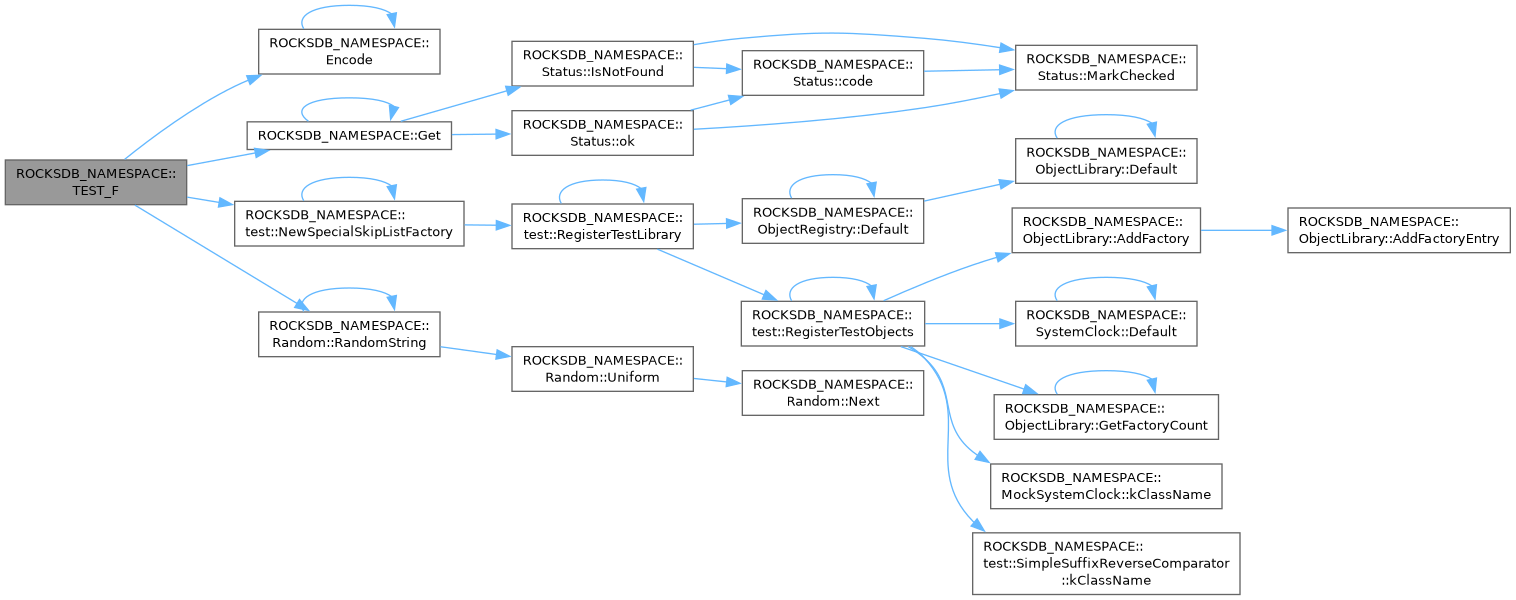 ROCKSDB_NAMESPACE::
TEST_F
ROCKSDB_NAMESPACE::
Encode
ROCKSDB_NAMESPACE::Get
ROCKSDB_NAMESPACE::
test::NewSpecialSkipListFactory
ROCKSDB_NAMESPACE::
Random::RandomString
ROCKSDB_NAMESPACE::
Status::IsNotFound
ROCKSDB_NAMESPACE::
Status::ok
ROCKSDB_NAMESPACE::
test::RegisterTestLibrary
ROCKSDB_NAMESPACE::
Random::Uniform
ROCKSDB_NAMESPACE::
Status::code
ROCKSDB_NAMESPACE::
ObjectRegistry::Default
ROCKSDB_NAMESPACE::
test::RegisterTestObjects
ROCKSDB_NAMESPACE::
Random::Next
ROCKSDB_NAMESPACE::
Status::MarkChecked
ROCKSDB_NAMESPACE::
ObjectLibrary::Default
ROCKSDB_NAMESPACE::
ObjectLibrary::AddFactory
ROCKSDB_NAMESPACE::
SystemClock::Default
ROCKSDB_NAMESPACE::
ObjectLibrary::GetFactoryCount
ROCKSDB_NAMESPACE::
MockSystemClock::kClassName
ROCKSDB_NAMESPACE::
test::SimpleSuffixReverseComparator
::kClassName
ROCKSDB_NAMESPACE::
ObjectLibrary::AddFactoryEntry